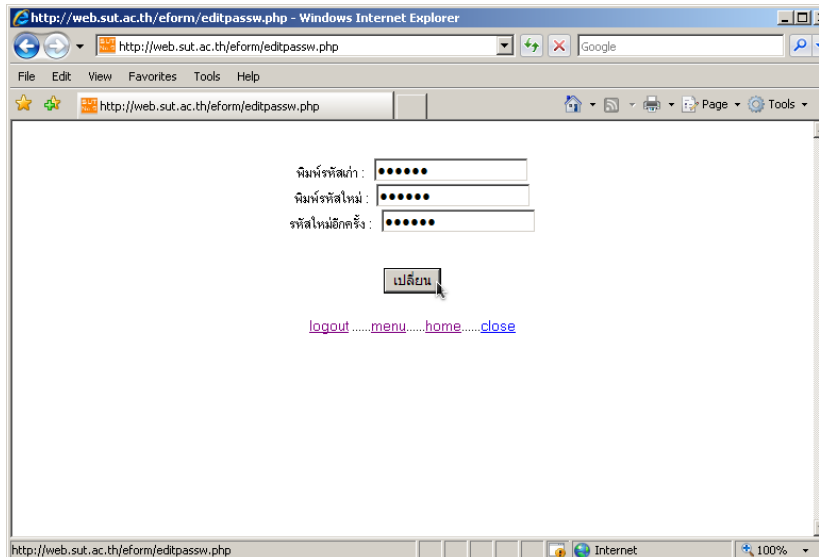 http://web.sut.ac.th/eform/editpassw.php - Windows Internet Explorer
http://web.sut.ac.th/eform/editpassw.php Google
File Edit View Favorites Tools Help
http://web.sut.ac.th/eform/editpassw.php Page Tools
พิมพ์รหัสเก่า : ••••••
พิมพ์รหัสใหม่ : ••••••
รหัสใหม่อีกครั้ง : ••••••
เปลี่ยน
logout ......menu......home......close
http://web.sut.ac.th/eform/editpassw.php Internet 100%